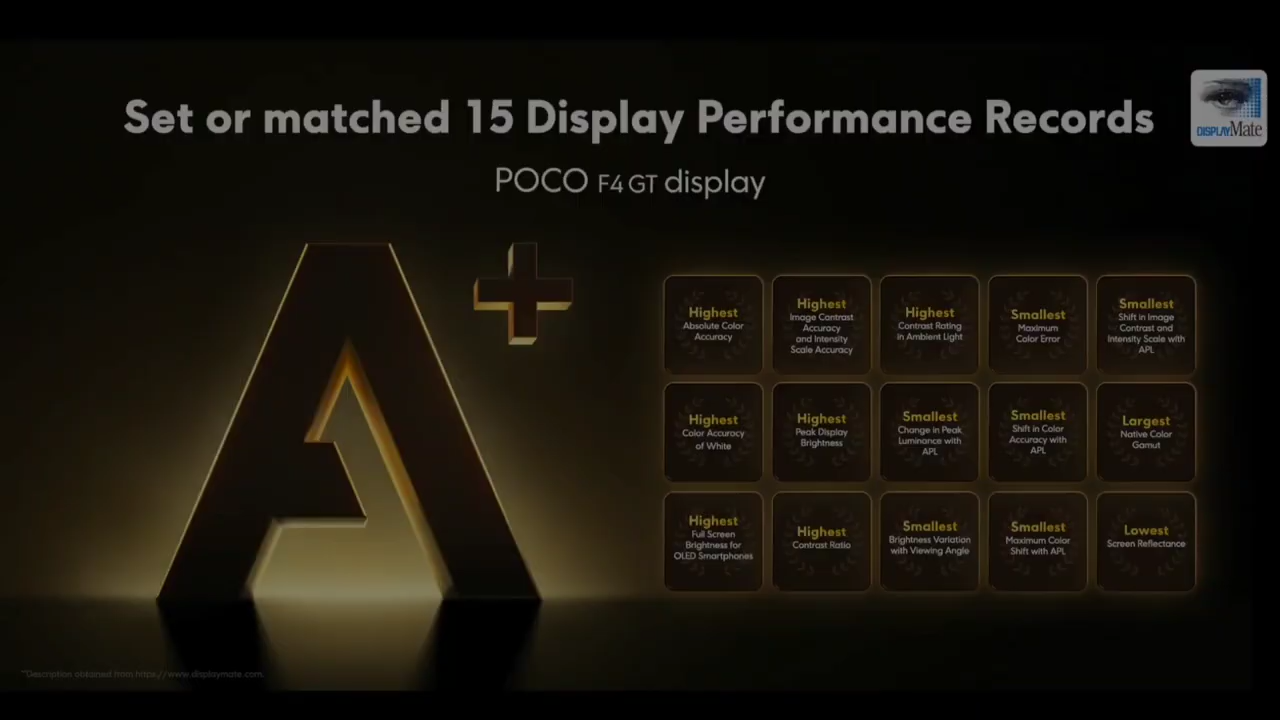 Set or matched 15 Display Performance Records
DISPLAYMate
POCO F4 GT display
A+
Highest
Absolute Color
Accuracy
Highest
Image Contrast
Accuracy
and Intensity
Scale Accuracy
Highest
Contrast Rating
in Ambient Light
Smallest
Maximum
Color Error
Smallest
Shift in Image
Contrast and
Intensity Scale with
APL
Highest
Color Accuracy
of White
Highest
Peak Display
Brightness
Smallest
Change in Peak
Luminance with
APL
Smallest
Shift in Color
Accuracy with
APL
Largest
Native Color
Gamut
Highest
Full Screen
Brightness for
OLED Smartphones
Highest
Contrast Ratio
Smallest
Brightness Variation
with Viewing Angle
Smallest
Maximum Color
Shift with APL
Lowest
Screen Reflectance
*Description obtained from https://www.displaymate.com.